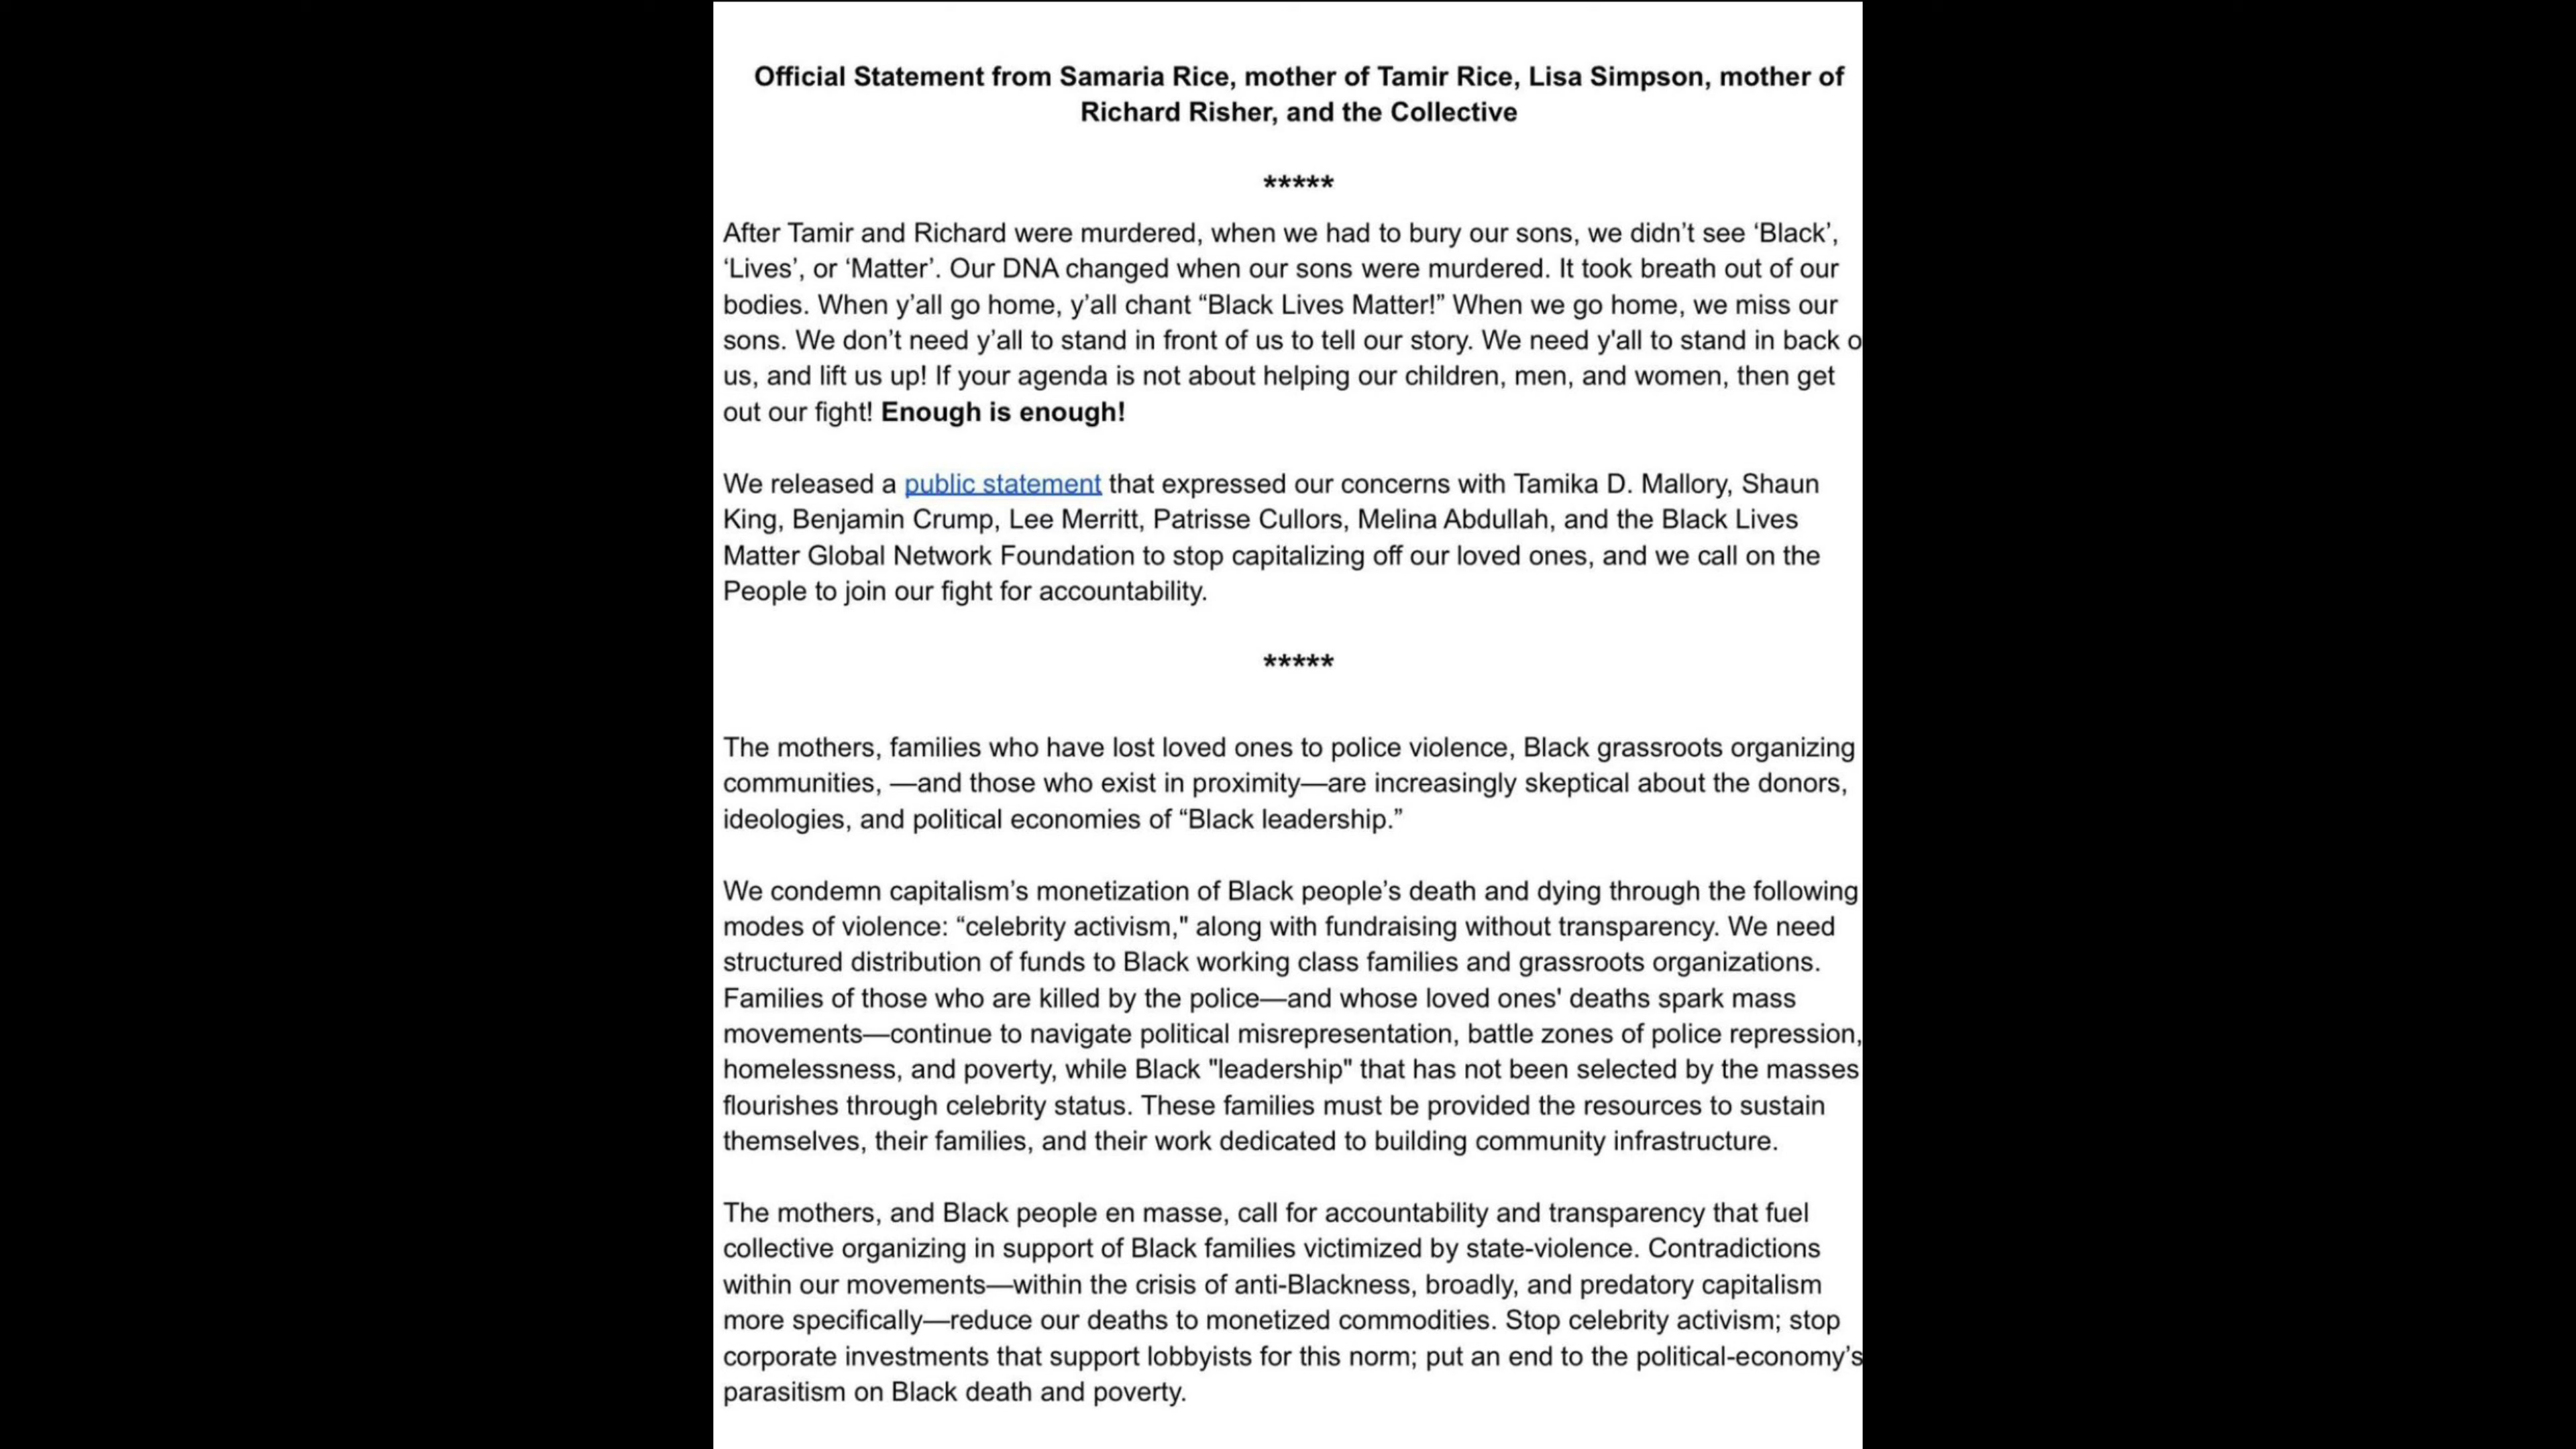 Official Statement from Samaria Rice, mother of Tamir Rice, Lisa Simpson, mother of
Richard Risher, and the Collective
*****
After Tamir and Richard were murdered, when we had to bury our sons, we didn’t see ‘Black’,
‘Lives’, or ‘Matter’. Our DNA changed when our sons were murdered. It took breath out of our
bodies. When y’all go home, y’all chant “Black Lives Matter!” When we go home, we miss our
sons. We don’t need y’all to stand in front of us to tell our story. We need y'all to stand in back o
us, and lift us up! If your agenda is not about helping our children, men, and women, then get
out our fight! Enough is enough!
We released a public statement that expressed our concerns with Tamika D. Mallory, Shaun
King, Benjamin Crump, Lee Merritt, Patrisse Cullors, Melina Abdullah, and the Black Lives
Matter Global Network Foundation to stop capitalizing off our loved ones, and we call on the
People to join our fight for accountability.
*****
The mothers, families who have lost loved ones to police violence, Black grassroots organizing
communities, —and those who exist in proximity—are increasingly skeptical about the donors,
ideologies, and political economies of “Black leadership.”
We condemn capitalism’s monetization of Black people’s death and dying through the following
modes of violence: “celebrity activism," along with fundraising without transparency. We need
structured distribution of funds to Black working class families and grassroots organizations.
Families of those who are killed by the police—and whose loved ones' deaths spark mass
movements—continue to navigate political misrepresentation, battle zones of police repression,
homelessness, and poverty, while Black "leadership" that has not been selected by the masses
flourishes through celebrity status. These families must be provided the resources to sustain
themselves, their families, and their work dedicated to building community infrastructure.
The mothers, and Black people en masse, call for accountability and transparency that fuel
collective organizing in support of Black families victimized by state-violence. Contradictions
within our movements—within the crisis of anti-Blackness, broadly, and predatory capitalism
more specifically—reduce our deaths to monetized commodities. Stop celebrity activism; stop
corporate investments that support lobbyists for this norm; put an end to the political-economy’s
parasitism on Black death and poverty.